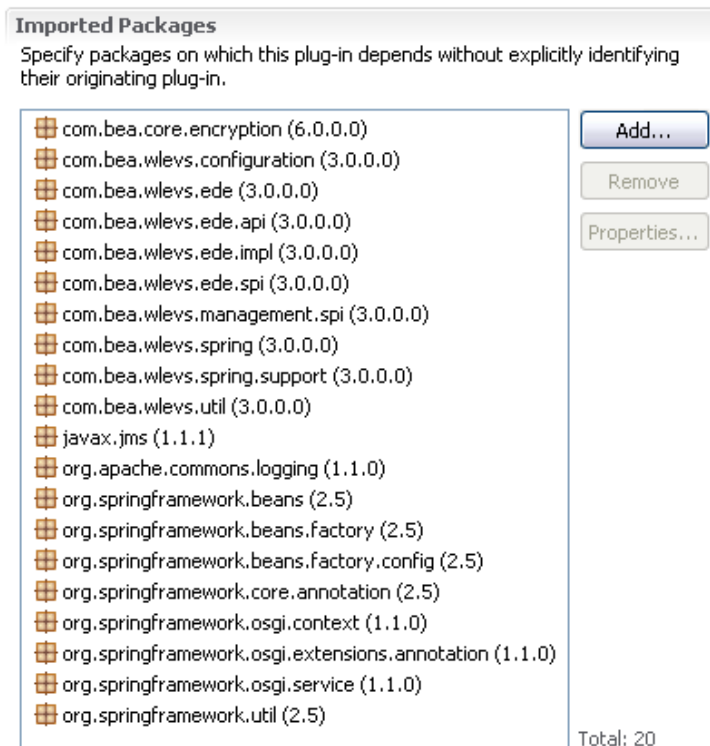 Imported Packages
Specify packages on which this plug-in depends without explicitly identifying
their originating plug-in.
com.bea.core.encryption (6.0.0.0)
com.bea.wlevs.configuration (3.0.0.0)
com.bea.wlevs.ede (3.0.0.0)
com.bea.wlevs.ede.api (3.0.0.0)
com.bea.wlevs.ede.impl (3.0.0.0)
com.bea.wlevs.ede.spi (3.0.0.0)
com.bea.wlevs.management.spi (3.0.0.0)
com.bea.wlevs.spring (3.0.0.0)
com.bea.wlevs.spring.support (3.0.0.0)
com.bea.wlevs.util (3.0.0.0)
javax.jms (1.1.1)
org.apache.commons.logging (1.1.0)
org.springframework.beans (2.5)
org.springframework.beans.factory (2.5)
org.springframework.beans.factory.config (2.5)
org.springframework.core.annotation (2.5)
org.springframework.osgi.context (1.1.0)
org.springframework.osgi.extensions.annotation (1.1.0)
org.springframework.osgi.service (1.1.0)
org.springframework.util (2.5)
Add...
Remove
Properties...
Total: 20